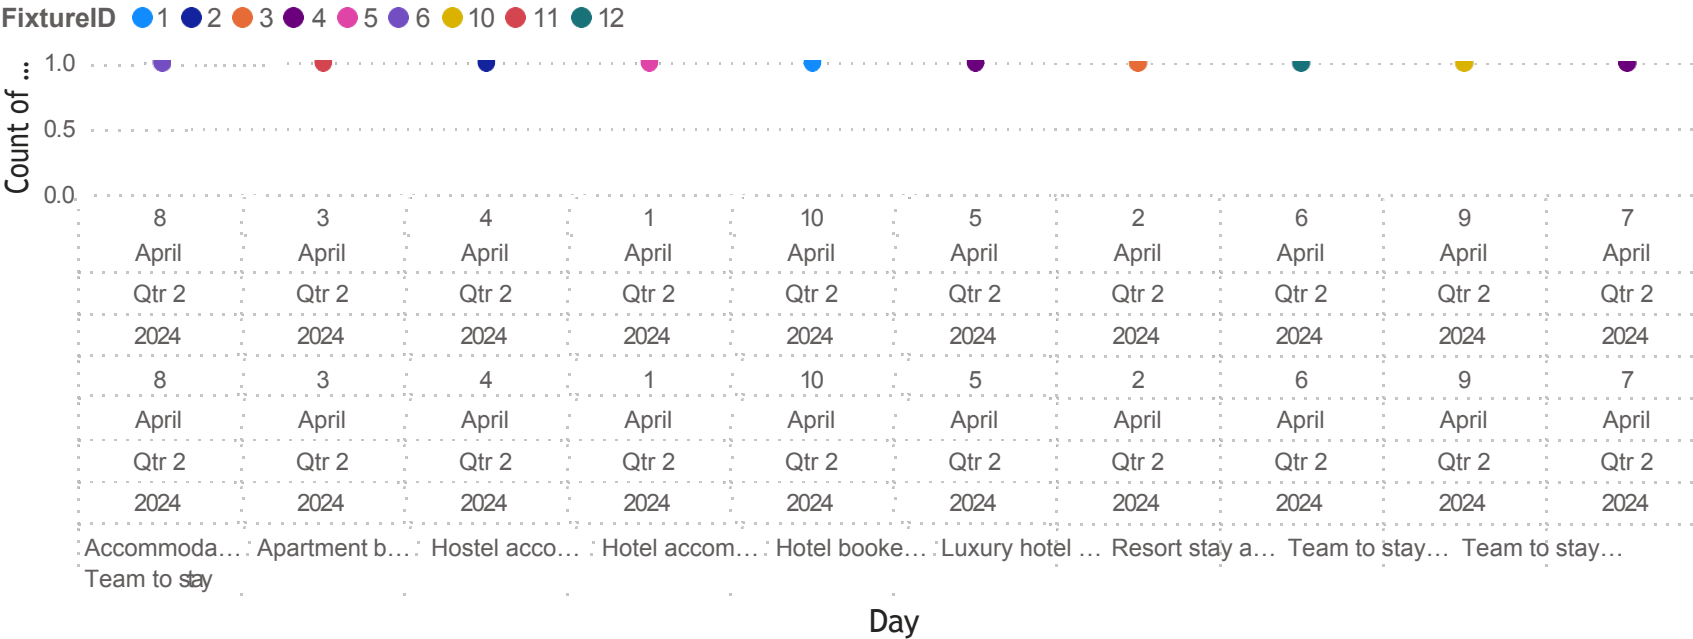 FixtureID 1 2 3 4 5 6 10 11 12
Count of ...
1.0
0.5
0.0
8 3 4 1 10 5 2 6 9 7
April April April April April April April April April April
Qtr 2 Qtr 2 Qtr 2 Qtr 2 Qtr 2 Qtr 2 Qtr 2 Qtr 2 Qtr 2 Qtr 2
2024 2024 2024 2024 2024 2024 2024 2024 2024 2024
8 3 4 1 10 5 2 6 9 7
April April April April April April April April April April
Qtr 2 Qtr 2 Qtr 2 Qtr 2 Qtr 2 Qtr 2 Qtr 2 Qtr 2 Qtr 2 Qtr 2
2024 2024 2024 2024 2024 2024 2024 2024 2024 2024
Accommoda... Apartment b... Hostel acco... Hotel accom... Hotel booke... Luxury hotel ... Resort stay a... Team to stay... Team to stay...
Team to stay
Day